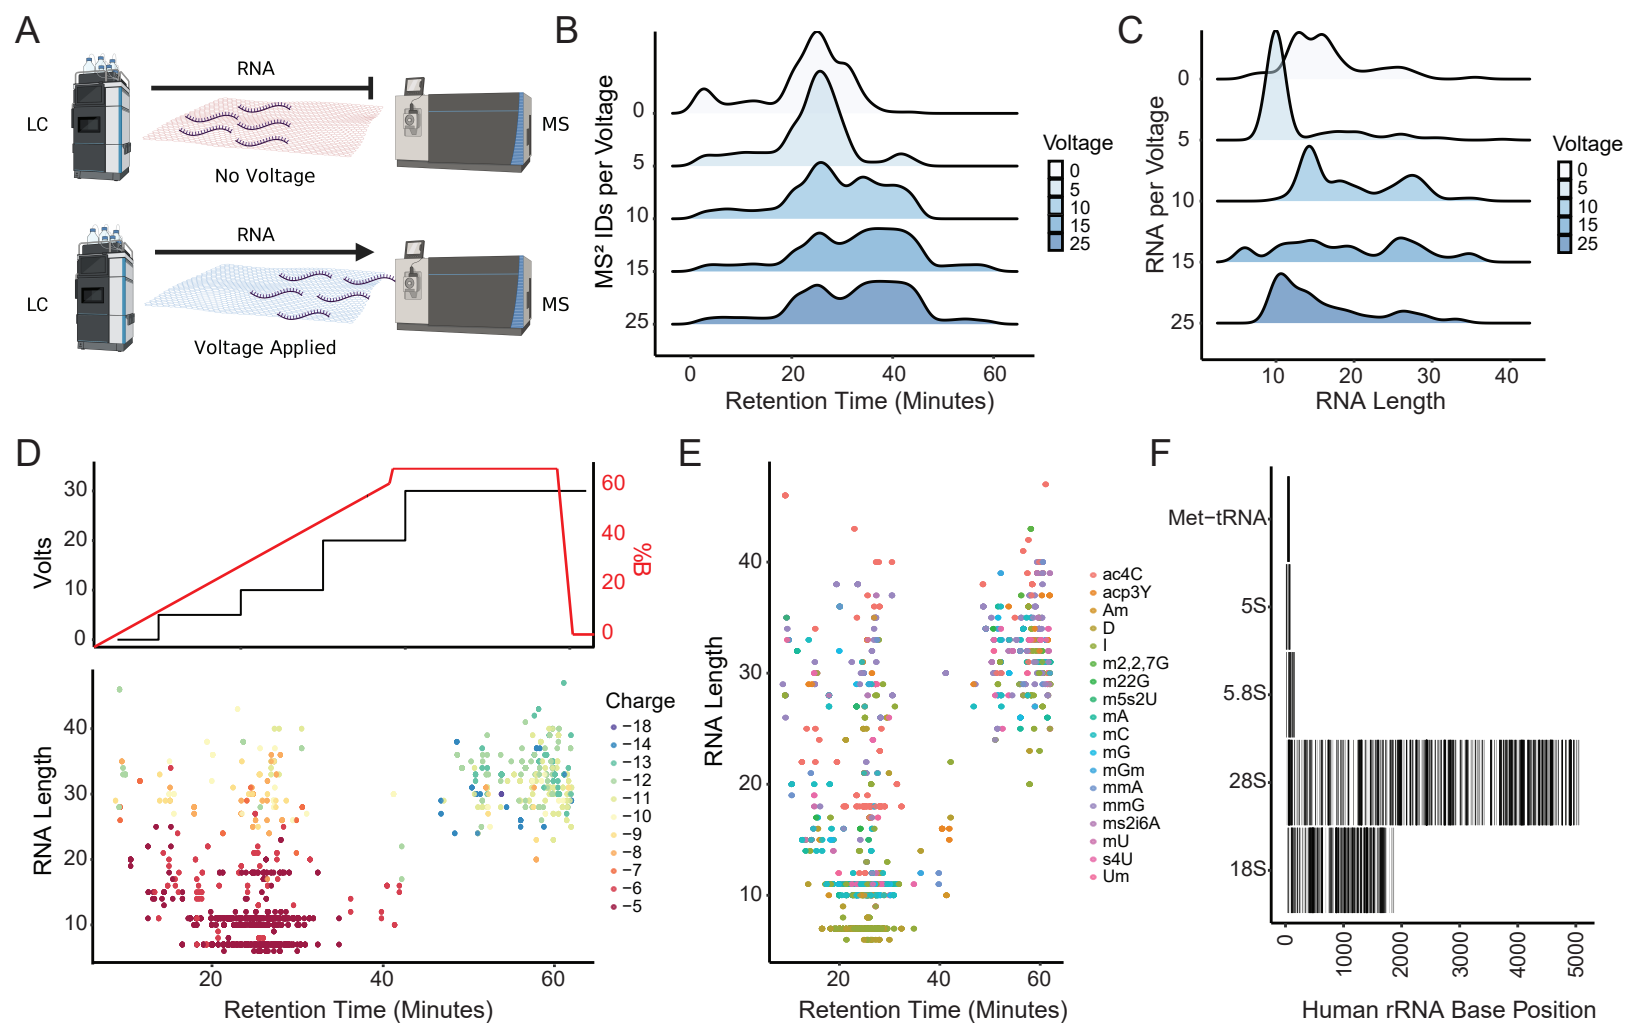 A
RNA
LC
MS
No Voltage
RNA
LC
MS
Voltage Applied
B
MS² IDs per Voltage
0
5
10
15
25
0
20
40
60
Retention Time (Minutes)
Voltage
0
5
10
15
25
C
RNA per Voltage
0
5
10
15
25
10
20
30
40
RNA Length
Voltage
0
5
10
15
25
D
Volts
30
20
10
0
60
40
20
0
%B
RNA Length
40
30
20
10
20
40
60
Retention Time (Minutes)
Charge
−18
−14
−13
−12
−11
−10
−9
−8
−7
−6
−5
E
RNA Length
40
30
20
10
20
40
60
Retention Time (Minutes)
ac4C
acp3Y
Am
D
I
m2,2,7G
m22G
m5s2U
mA
mC
mG
mGm
mmA
mmG
ms2i6A
mU
s4U
Um
F
Met−tRNA
5S
5.8S
28S
18S
0
1000
2000
3000
4000
5000
Human rRNA Base Position